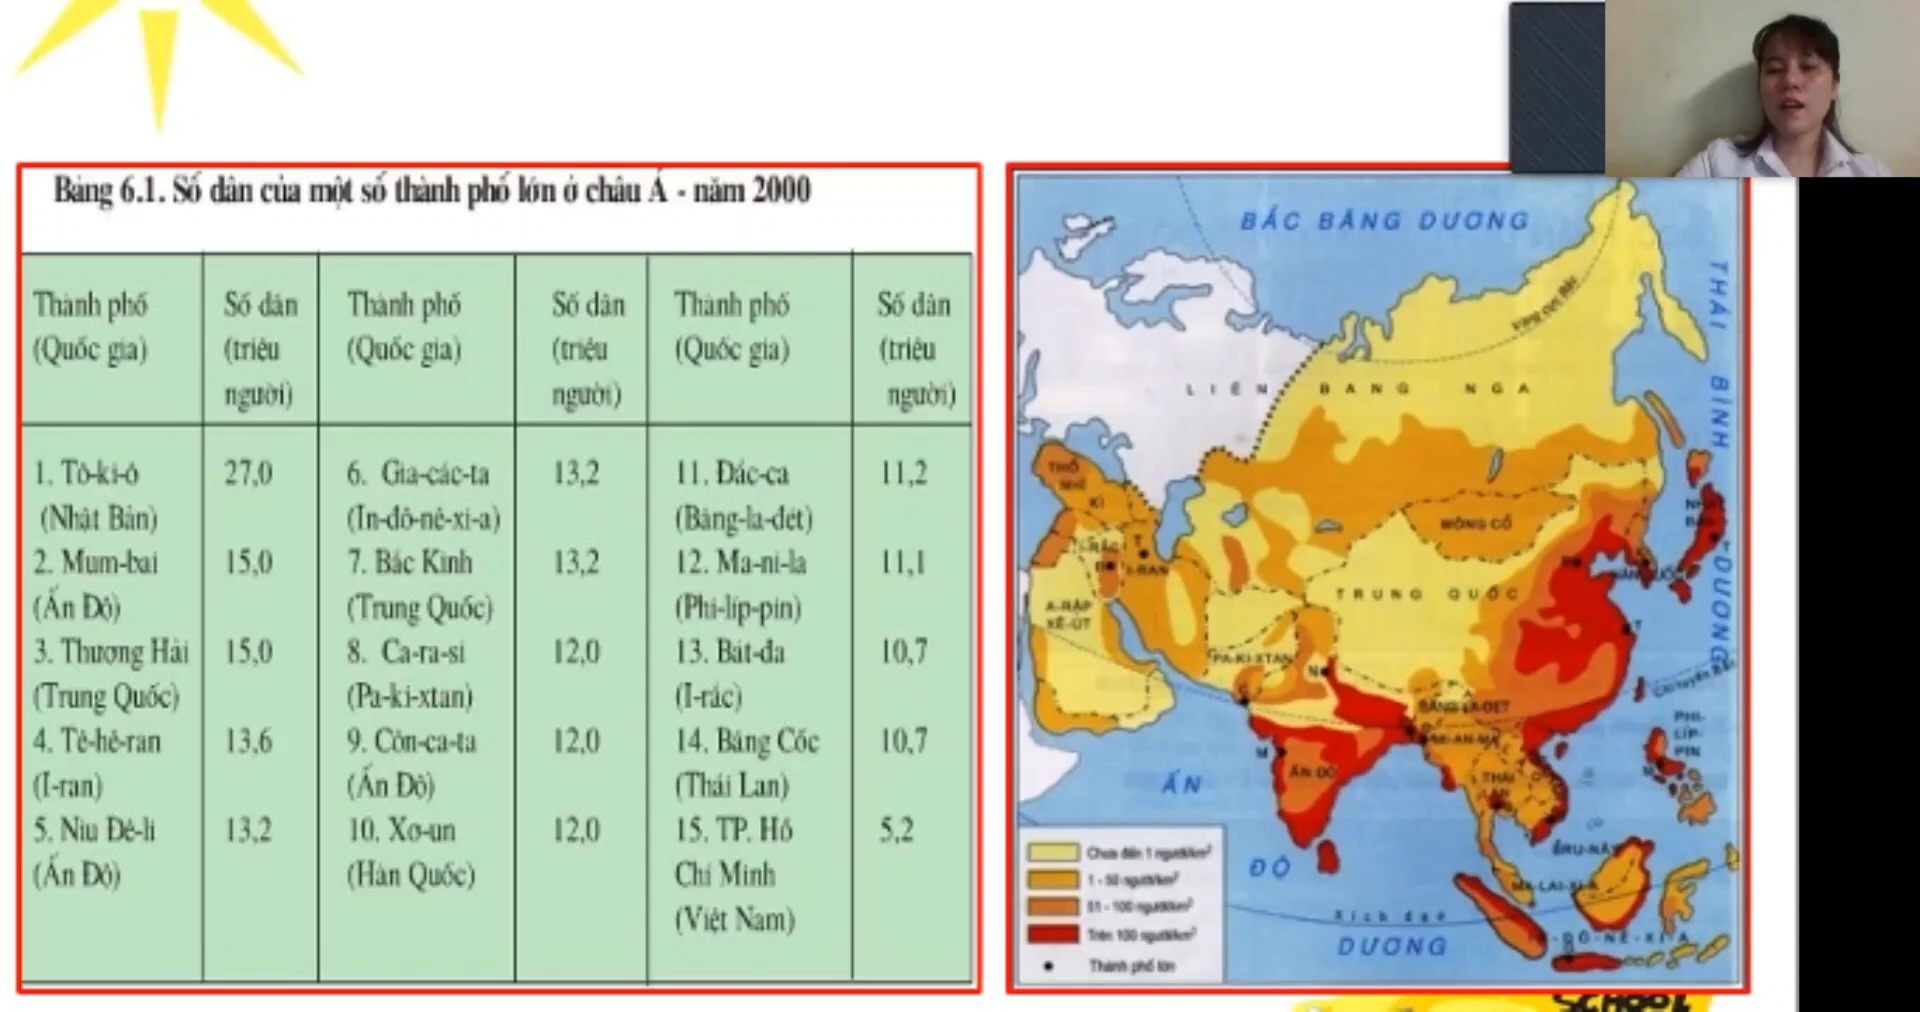 Bảng 6.1. Số dân của một số thành phố lớn ở châu Á - năm 2000
Thành phố (Quốc gia)
Số dân (triệu người)
Thành phố (Quốc gia)
Số dân (triệu người)
Thành phố (Quốc gia)
Số dân (triệu người)
1. Tô-ki-ô (Nhật Bản)
27,0
6. Gia-các-ta (In-đô-nê-xi-a)
13,2
11. Đắc-ca (Băng-la-đét)
11,2
2. Mum-bai (Ấn Độ)
15,0
7. Bắc Kinh (Trung Quốc)
13,2
12. Ma-ni-la (Phi-líp-pin)
11,1
3. Thượng Hải (Trung Quốc)
15,0
8. Ca-ra-si (Pa-ki-xtan)
12,0
13. Bát-đa (I-rắc)
10,7
4. Tê-hê-ran (I-ran)
13,6
9. Côn-ca-ta (Ấn Độ)
12,0
14. Băng Cốc (Thái Lan)
10,7
5. Niu Đê-li (Ấn Độ)
13,2
10. Xơ-un (Hàn Quốc)
12,0
15. TP. Hồ Chí Minh (Việt Nam)
5,2
BẮC BĂNG DƯƠNG
THÁI BÌNH DƯƠNG
Vòng cực Bắc
LIÊN BANG NGA
THỔ NHĨ KÌ
MÔNG CỔ
I-RẮC
I-RAN
T
T
T
TRUNG QUỐC
A-RẬP XÊ-ÚT
PA-KI-XTAN
N
Chí tuyến Bắc
BĂNG-LA-ĐÉT
MI-AN-MA
PHI-LÍP-PIN
M
ẤN ĐỘ
THÁI LAN
ẤN
ĐỘ
DƯƠNG
BRU-NÂY
MA-LAI-XI-A
Xích đạo
Chưa đến 1 người/km²
1 - 50 người/km²
51 - 100 người/km²
Trên 100 người/km²
Thành phố lớn
SCHOOL